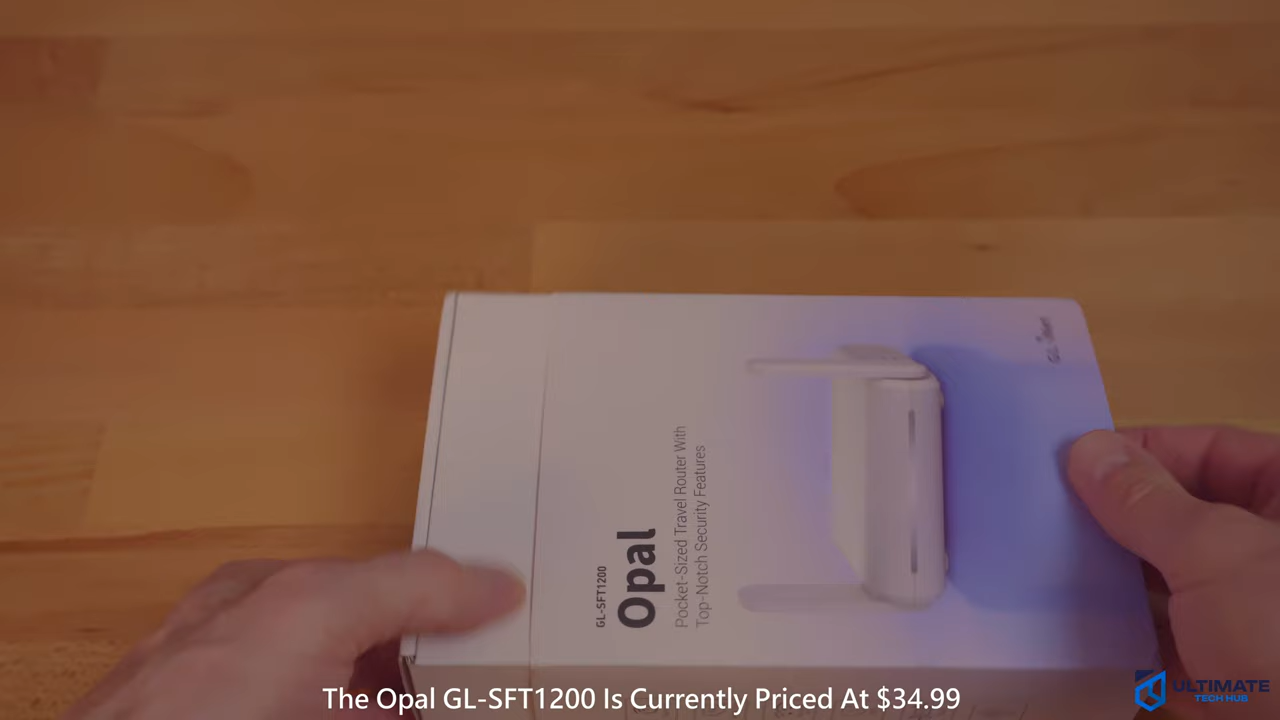 GL-SFT1200
Opal
Pocket-Sized Travel Router With
Top-Notch Security Features
The Opal GL-SFT1200 Is Currently Priced At $34.99
ULTIMATE
TECH HUB